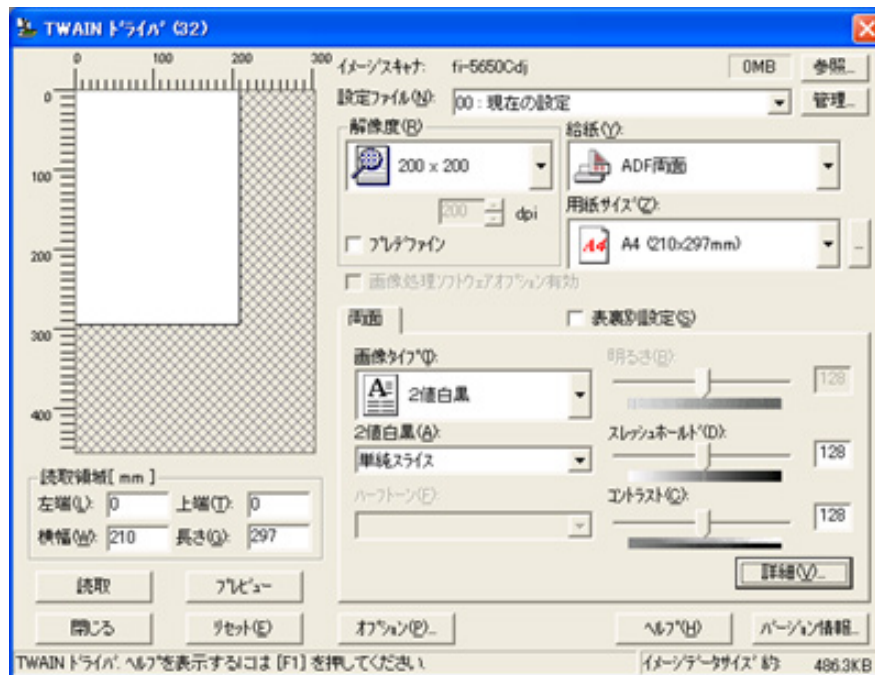 TWAIN ﾄﾞﾗｲﾊﾞ (32)
0 100 200 300
0
100
200
300
400
ｲﾒｰｼﾞｽｷｬﾅ: fi-5650Cdj 0MB 参照...
設定ﾌｧｲﾙ(N): 00 : 現在の設定 管理...
解像度(R)
200 x 200
200 dpi
ﾌﾟﾚﾃﾞﾌｧｲﾝ
給紙(Y):
ADF両面
用紙ｻｲｽﾞ(Z):
A4 A4 (210x297mm) ...
画像処理ｿﾌﾄｳｪｱｵﾌﾟｼｮﾝ有効
両面
表裏別設定(S)
画像ﾀｲﾌﾟ(I):
A 2値白黒
2値白黒(A):
単純ｽﾗｲｽ
ﾊｰﾌﾄｰﾝ(F):
明るさ(B):
128
ｽﾚｯｼｭﾎｰﾙﾄﾞ(D):
128
ｺﾝﾄﾗｽﾄ(C):
128
詳細(V)...
読取領域[ mm ]
左端(L): 0 上端(T): 0
横幅(W): 210 長さ(G): 297
読取 ﾌﾟﾚﾋﾞｭｰ
閉じる ﾘｾｯﾄ(E)
ｵﾌﾟｼｮﾝ(P)... ﾍﾙﾌﾟ(H) ﾊﾞｰｼﾞｮﾝ情報...
TWAIN ﾄﾞﾗｲﾊﾞ. ﾍﾙﾌﾟを表示するには [F1] を押してください. ｲﾒｰｼﾞﾃﾞｰﾀｻｲｽﾞ 約: 486.3KB